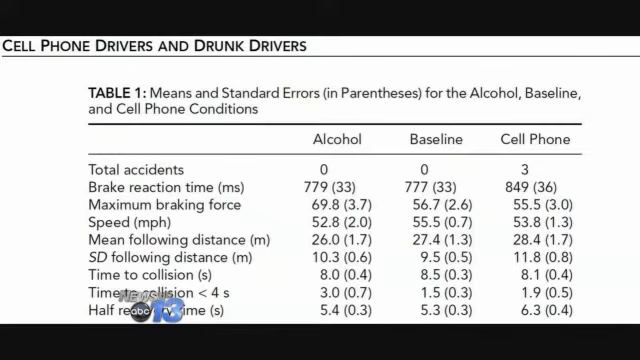 CELL PHONE DRIVERS AND DRUNK DRIVERS
TABLE 1: Means and Standard Errors (in Parentheses) for the Alcohol, Baseline,
and Cell Phone Conditions
Alcohol Baseline Cell Phone
Total accidents 0 0 3
Brake reaction time (ms) 779 (33) 777 (33) 849 (36)
Maximum braking force 69.8 (3.7) 56.7 (2.6) 55.5 (3.0)
Speed (mph) 52.8 (2.0) 55.5 (0.7) 53.8 (1.3)
Mean following distance (m) 26.0 (1.7) 27.4 (1.3) 28.4 (1.7)
SD following distance (m) 10.3 (0.6) 9.5 (0.5) 11.8 (0.8)
Time to collision (s) 8.0 (0.4) 8.5 (0.3) 8.1 (0.4)
Time to collision < 4 s 3.0 (0.7) 1.5 (0.3) 1.9 (0.5)
Half time (s) 5.4 (0.3) 5.3 (0.3) 6.3 (0.4)
NEWS
abc 13